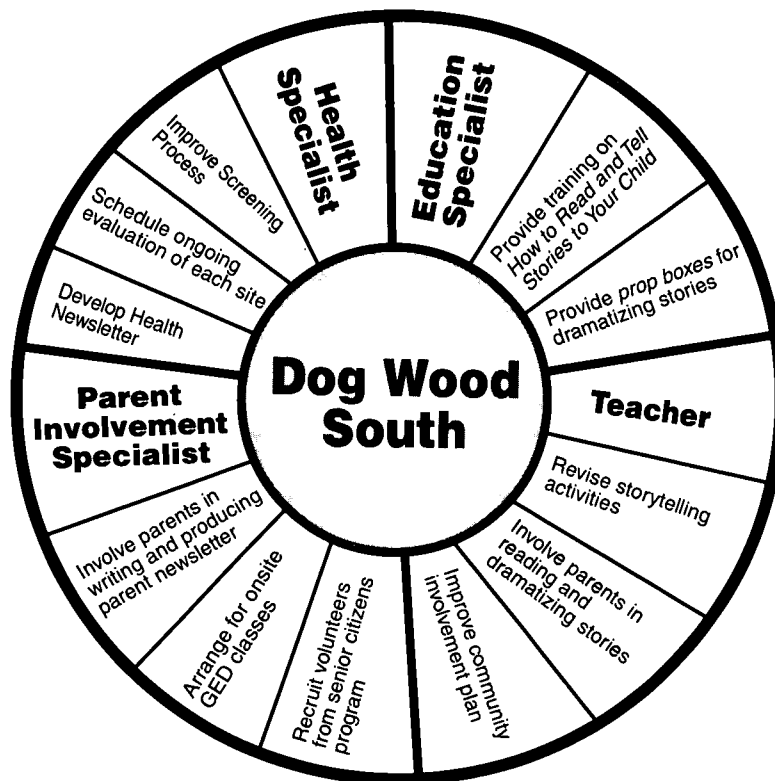 Dog Wood
South
Education
Specialist
Provide training on
How to Read and Tell
Stories to Your Child
Provide prop boxes for
dramatizing stories
Teacher
Revise storytelling
activities
Involve parents in
reading and
dramatizing stories
Improve community
involvement plan
Recruit volunteers
from senior citizens
program
Arrange for onsite
GED classes
Involve parents in
writing and producing
parent newsletter
Parent
Involvement
Specialist
Develop Health
Newsletter
Schedule ongoing
evaluation of each site
Improve Screening
Process
Health
Specialist